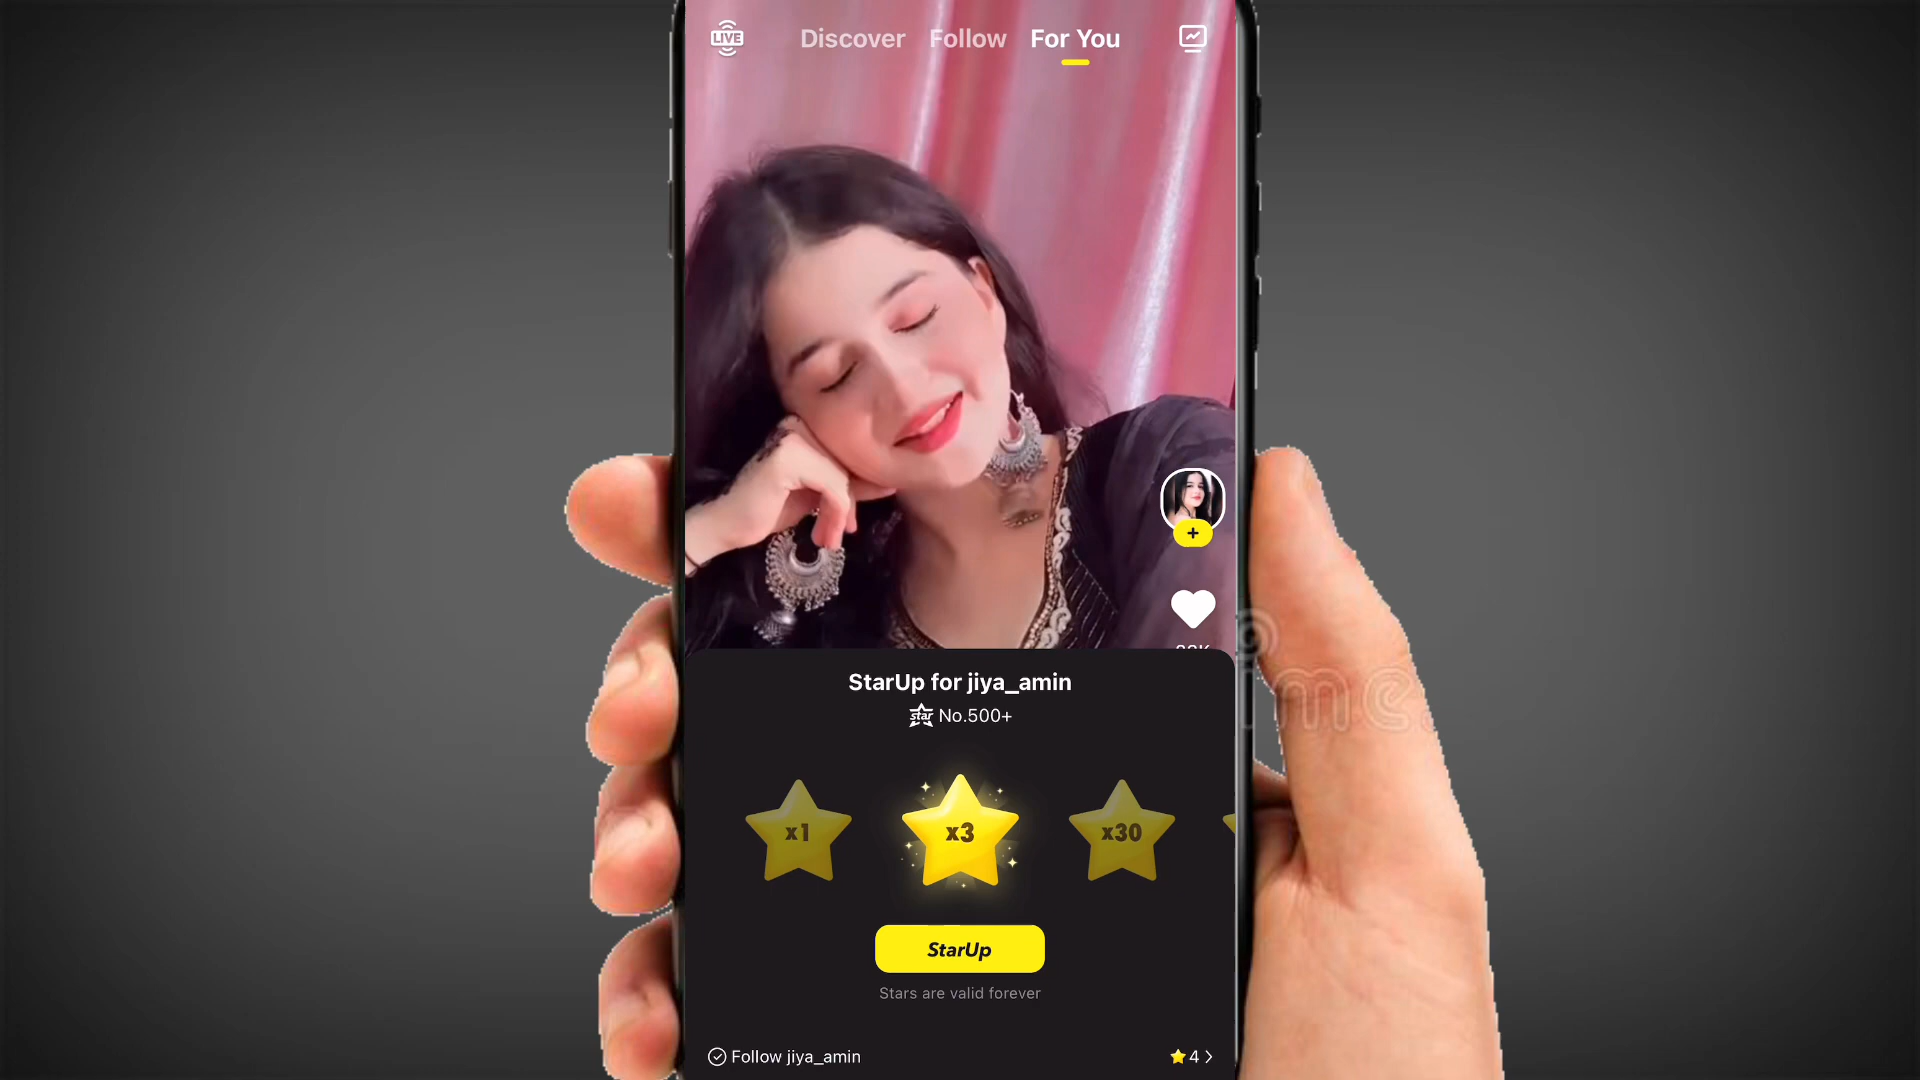 LIVE
Discover Follow For You
StarUp for jiya_amin
star No.500+
x1
x3
x30
StarUp
Stars are valid forever
Follow jiya_amin
4